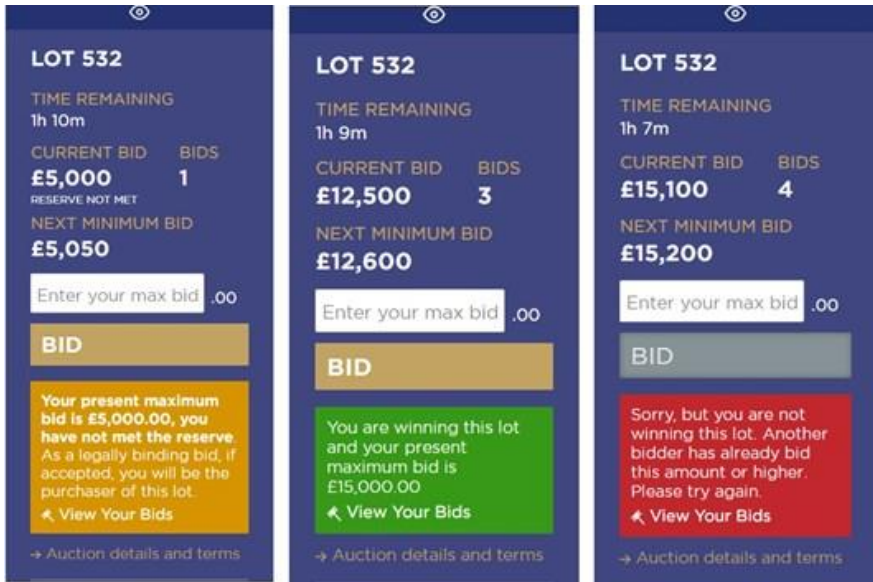 LOT 532
TIME REMAINING
1h 10m
CURRENT BID BIDS
£5,000 1
RESERVE NOT MET
NEXT MINIMUM BID
£5,050
Enter your max bid .00
BID
Your present maximum
bid is £5,000.00, you
have not met the reserve.
As a legally binding bid, if
accepted, you will be the
purchaser of this lot.
View Your Bids
→ Auction details and terms
LOT 532
TIME REMAINING
1h 9m
CURRENT BID BIDS
£12,500 3
NEXT MINIMUM BID
£12,600
Enter your max bid .00
BID
You are winning this lot
and your present
maximum bid is
£15,000.00
View Your Bids
→ Auction details and terms
LOT 532
TIME REMAINING
1h 7m
CURRENT BID BIDS
£15,100 4
NEXT MINIMUM BID
£15,200
Enter your max bid .00
BID
Sorry, but you are not
winning this lot. Another
bidder has already bid
this amount or higher.
Please try again.
View Your Bids
→ Auction details and terms